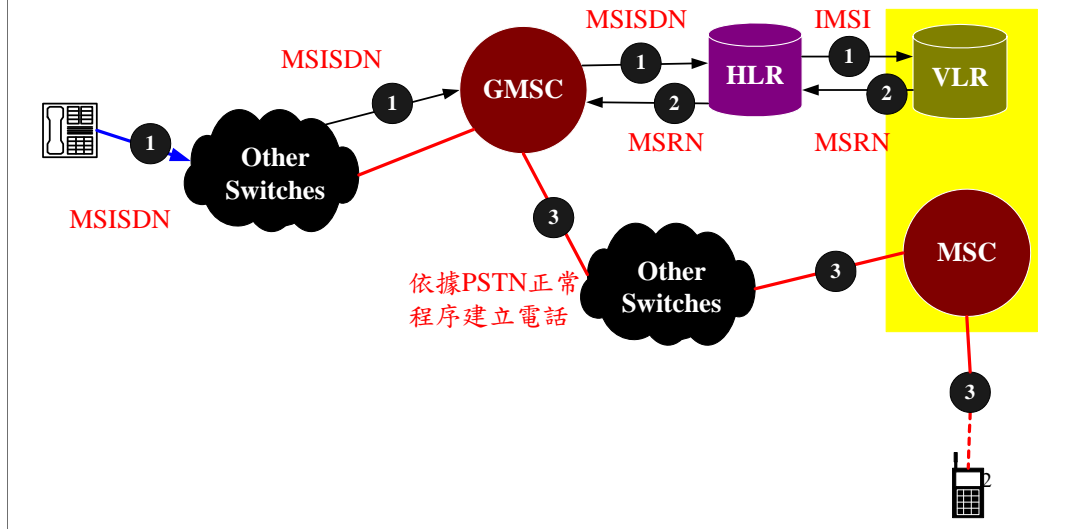 MSISDN
IMSI
MSISDN
1
1
HLR
VLR
GMSC
1
2
2
1
MSRN
MSRN
Other
Switches
MSISDN
3
MSC
Other
Switches
3
依據PSTN正常
程序建立電話
3
2